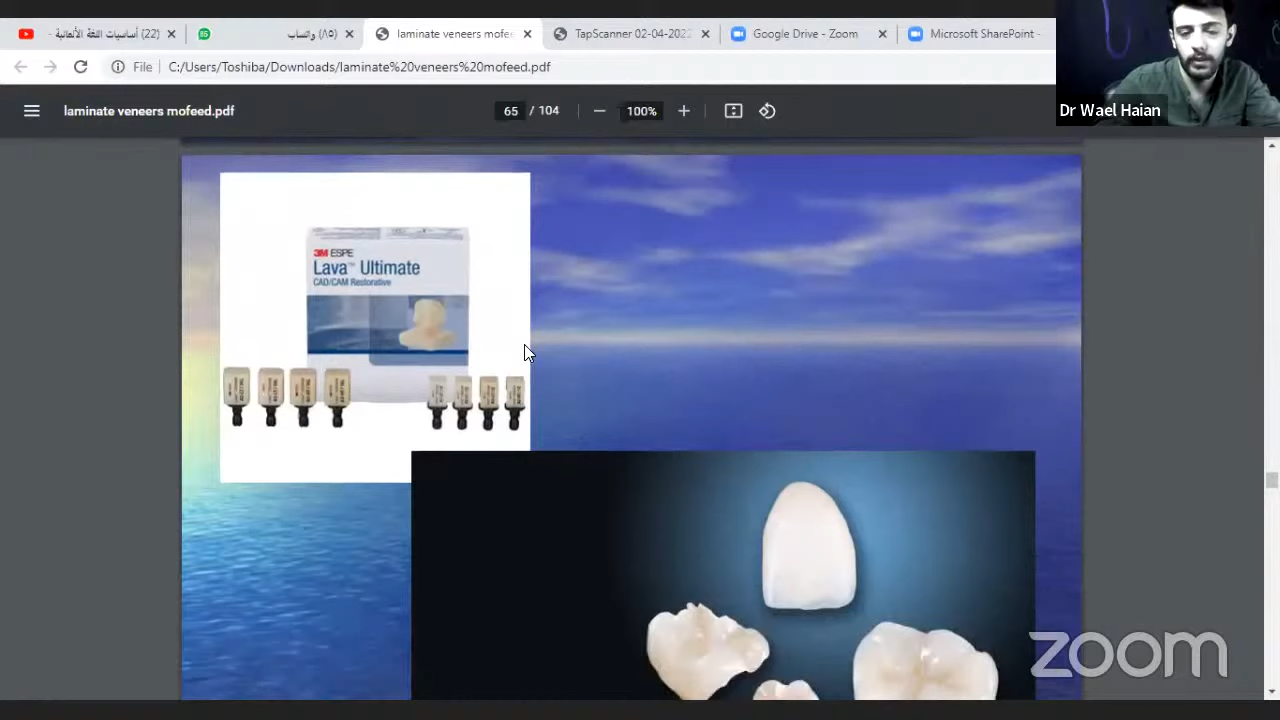 (22) أساسيات اللغة الألمانية -
(٨٥) واتساب
laminate veneers mofe
TapScanner 02-04-202
Google Drive - Zoom
Microsoft SharePoint -
File
C:/Users/Toshiba/Downloads/laminate%20veneers%20mofeed.pdf
Dr Wael Haian
laminate veneers mofeed.pdf
65 / 104
100%
3M ESPE
Lava™ Ultimate
CAD/CAM Restorative
zoom